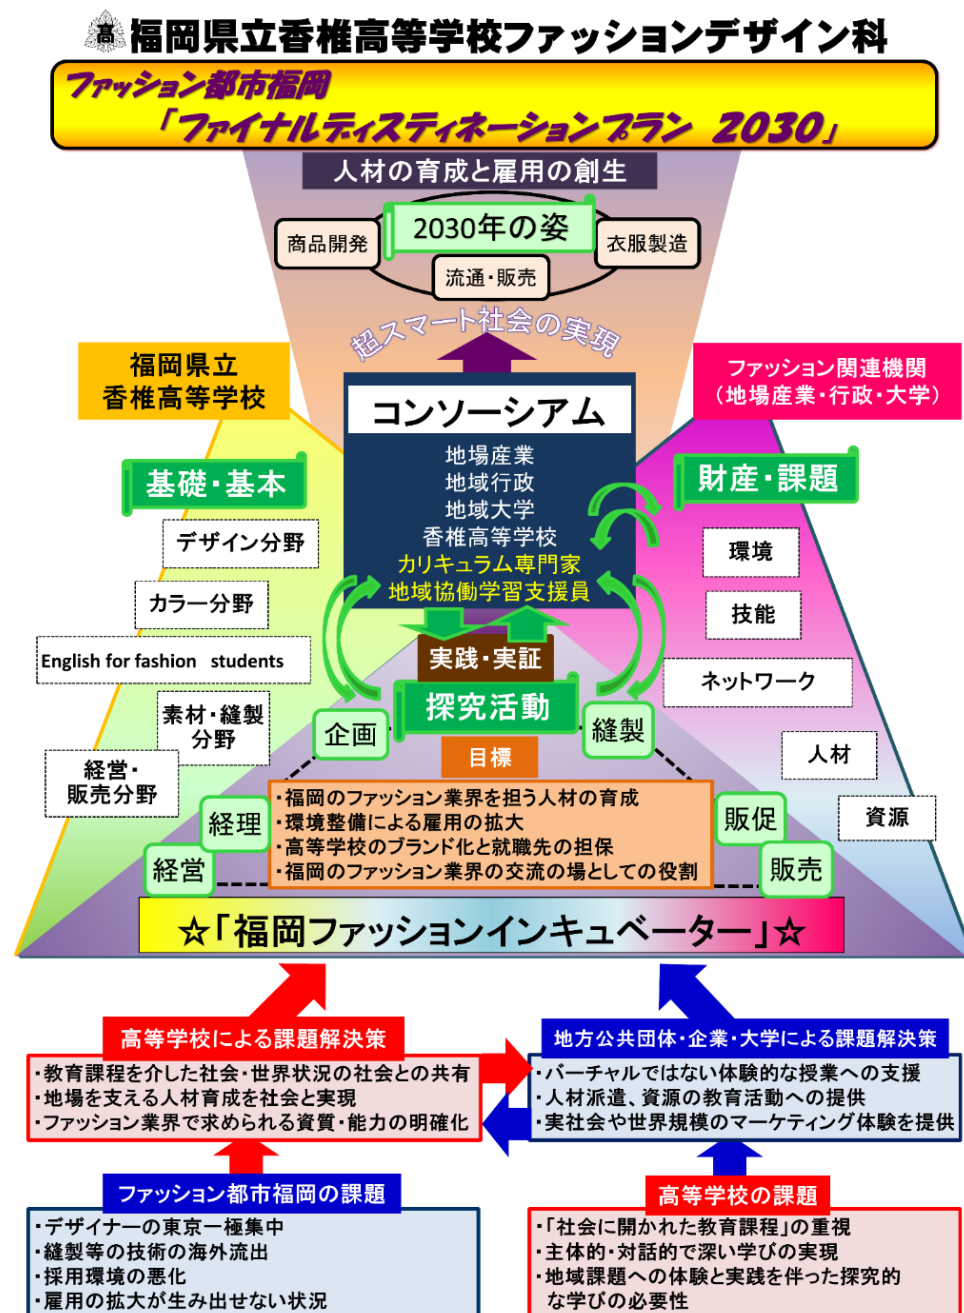 高
福岡県立香椎高等学校ファッションデザイン科
ファッション都市福岡
「ファイナルディスティネーションプラン 2030」
人材の育成と雇用の創生
2030年の姿
商品開発
衣服製造
流通・販売
超スマート社会の実現
福岡県立
香椎高等学校
ファッション関連機関
（地場産業・行政・大学）
コンソーシアム
地場産業
地域行政
地域大学
香椎高等学校
カリキュラム専門家
地域協働学習支援員
基礎・基本
デザイン分野
カラー分野
English for fashion students
素材・縫製
分野
経営・
販売分野
財産・課題
環境
技能
ネットワーク
人材
資源
実践・実証
探究活動
企画
縫製
目標
経理
販促
経営
販売
・福岡のファッション業界を担う人材の育成
・環境整備による雇用の拡大
・高等学校のブランド化と就職先の担保
・福岡のファッション業界の交流の場としての役割
☆「福岡ファッションインキュベーター」☆
高等学校による課題解決策
・教育課程を介した社会・世界状況の社会との共有
・地場を支える人材育成を社会と実現
・ファッション業界で求められる資質・能力の明確化
地方公共団体・企業・大学による課題解決策
・バーチャルではない体験的な授業への支援
・人材派遣、資源の教育活動への提供
・実社会や世界規模のマーケティング体験を提供
ファッション都市福岡の課題
・デザイナーの東京一極集中
・縫製等の技術の海外流出
・採用環境の悪化
・雇用の拡大が生み出せない状況
高等学校の課題
・「社会に開かれた教育課程」の重視
・主体的・対話的で深い学びの実現
・地域課題への体験と実践を伴った探究的
な学びの必要性